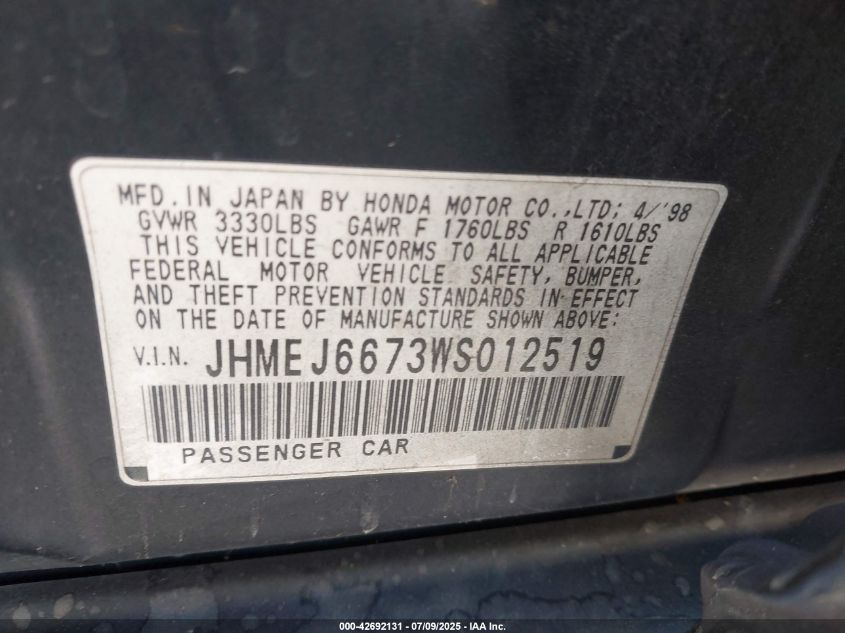 MFD. IN JAPAN BY HONDA MOTOR CO.,LTD; 4/'98
GVWR 3330LBS GAWR F 1760LBS R 1610LBS
THIS VEHICLE CONFORMS TO ALL APPLICABLE
FEDERAL MOTOR VEHICLE SAFETY, BUMPER,
AND THEFT PREVENTION STANDARDS IN EFFECT
ON THE DATE OF MANUFACTURE SHOWN ABOVE:
V.I.N. JHMEJ6673WS012519
PASSENGER CAR
000-42692131 - 07/09/2025 - IAA Inc.